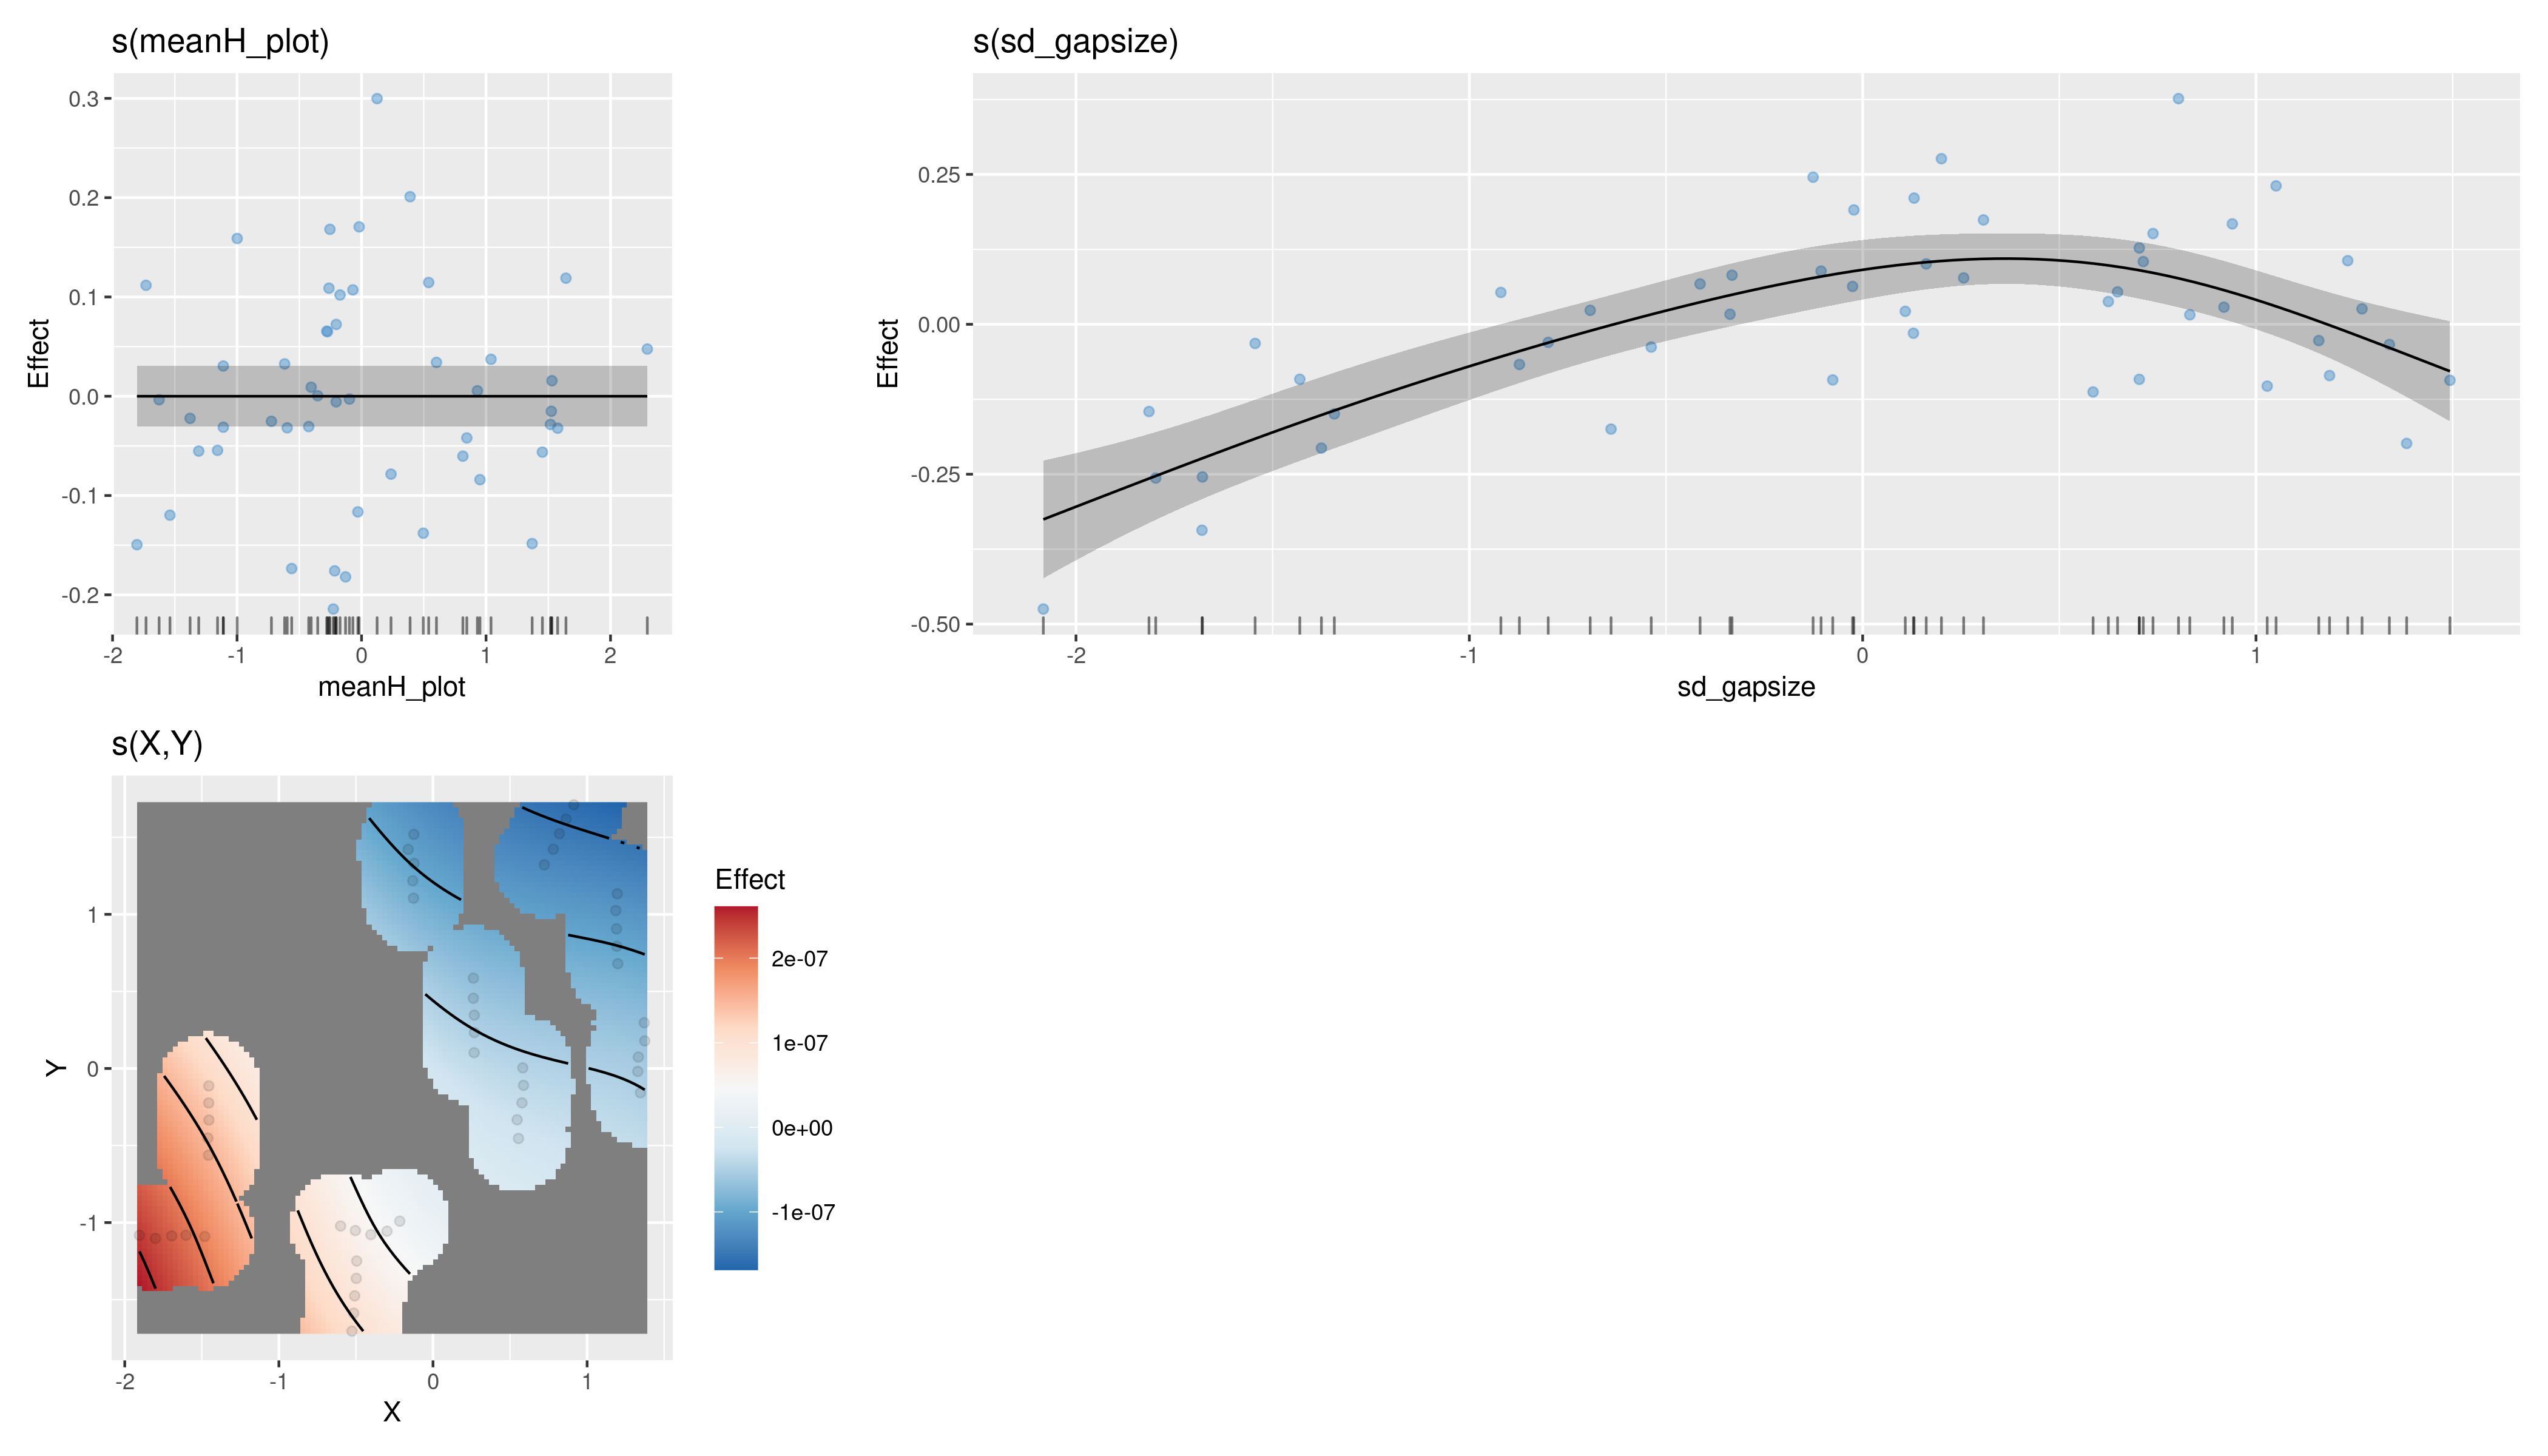 s(meanH_plot)
Effect
0.3
0.2
0.1
0.0
-0.1
-0.2
-2 -1 0 1 2
meanH_plot
s(sd_gapsize)
Effect
0.25
0.00
-0.25
-0.50
-2 -1 0 1
sd_gapsize
s(X,Y)
Y
1
0
-1
-2 -1 0 1
X
Effect
2e-07
1e-07
0e+00
-1e-07